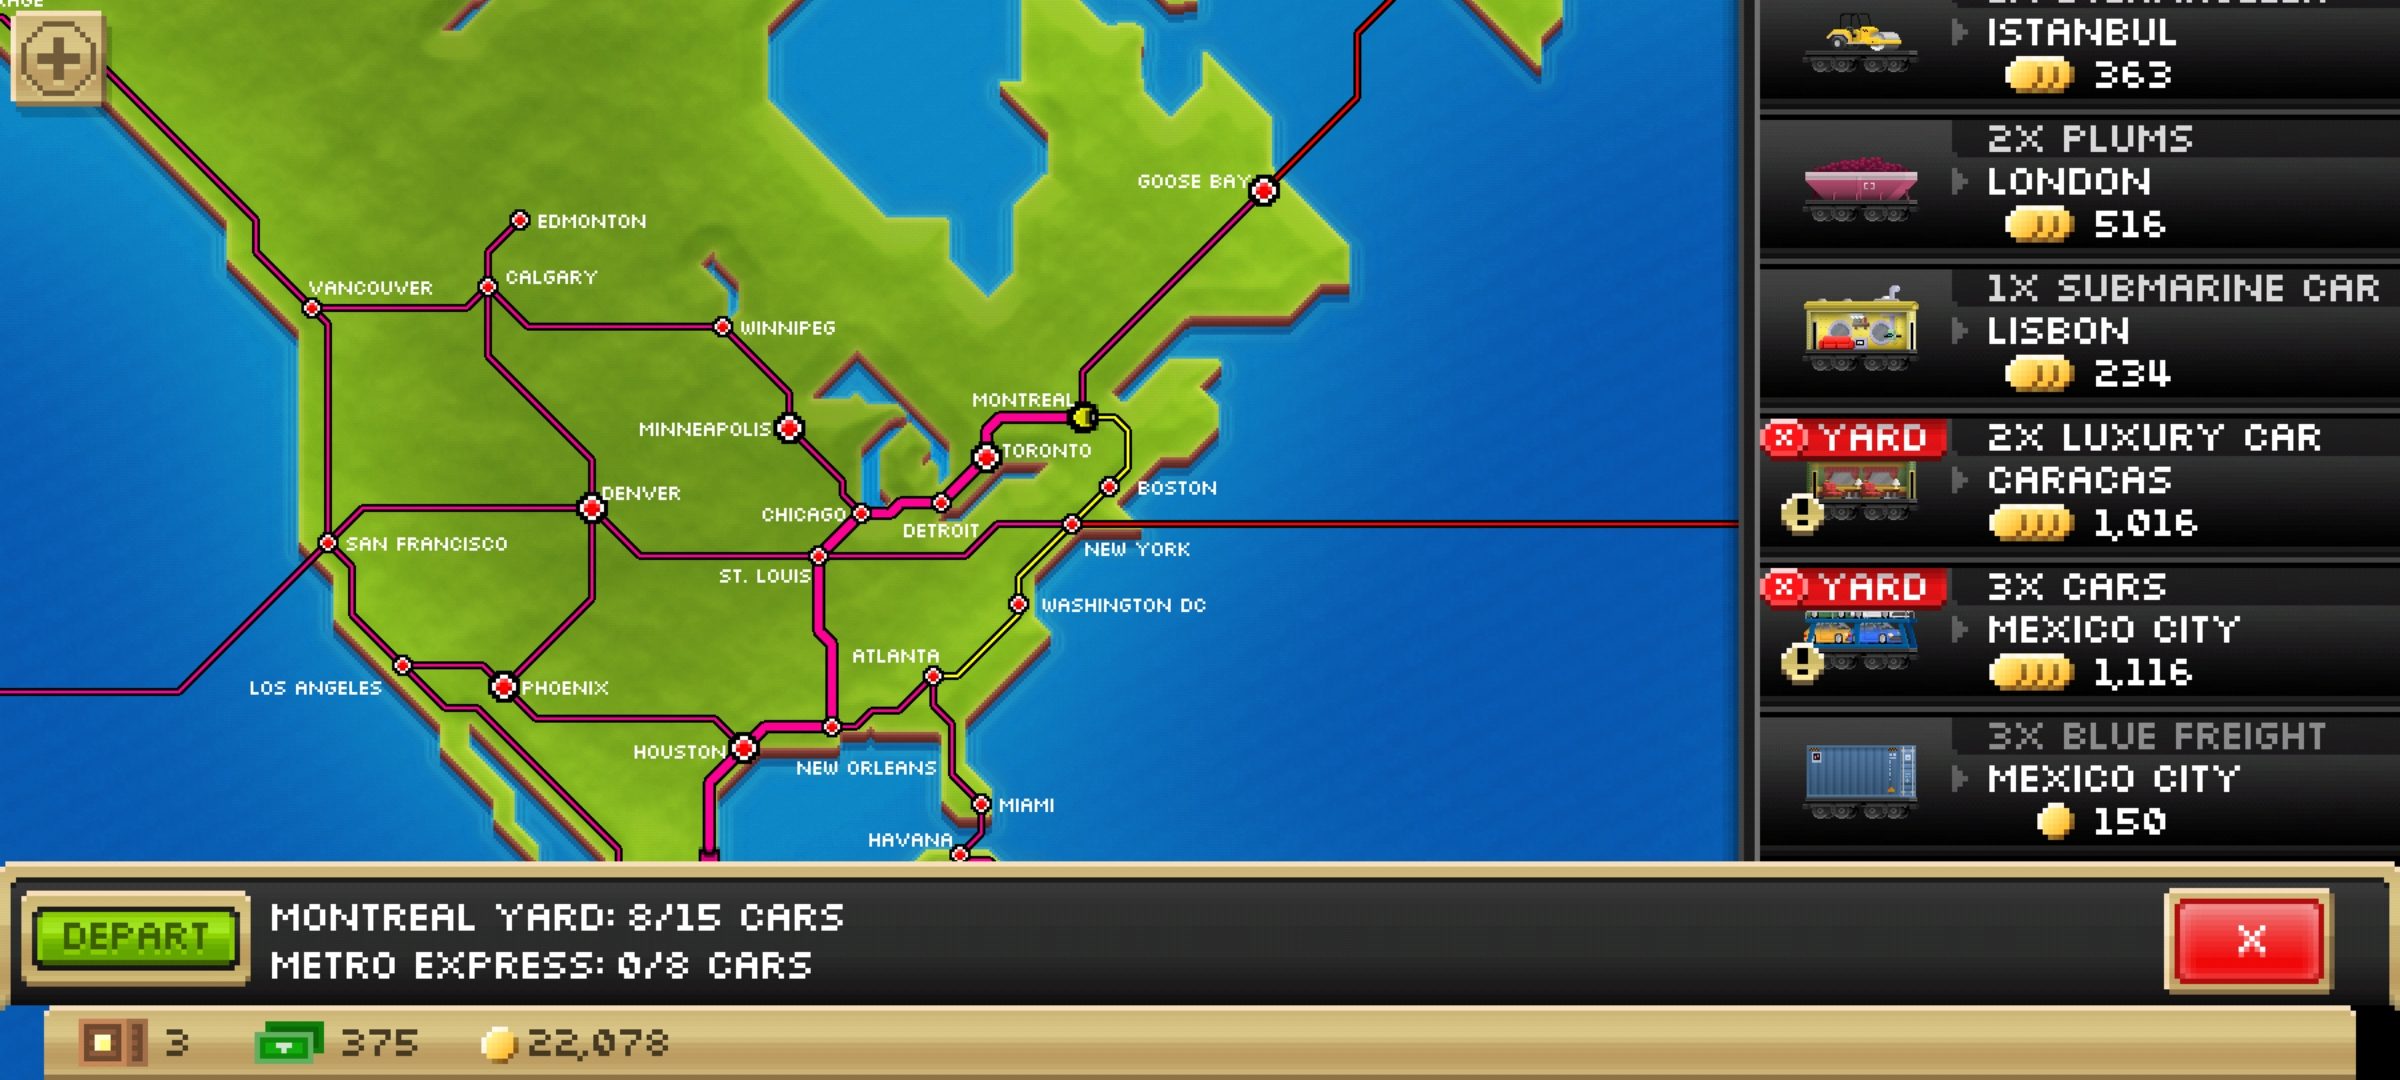 EDMONTON
CALGARY
VANCOUVER
WINNIPEG
GOOSE BAY
MINNEAPOLIS
MONTREAL
TORONTO
DENVER
BOSTON
CHICAGO
DETROIT
SAN FRANCISCO
NEW YORK
ST. LOUIS
WASHINGTON DC
ATLANTA
LOS ANGELES
PHOENIX
HOUSTON
NEW ORLEANS
MIAMI
HAVANA
ISTANBUL
363
2X PLUMS
LONDON
516
1X SUBMARINE CAR
LISBON
234
YARD
2X LUXURY CAR
CARACAS
1,016
YARD
3X CARS
MEXICO CITY
1,116
3X BLUE FREIGHT
MEXICO CITY
150
DEPART
MONTREAL YARD: 8/15 CARS
METRO EXPRESS: 0/8 CARS
X
3
375
22,078